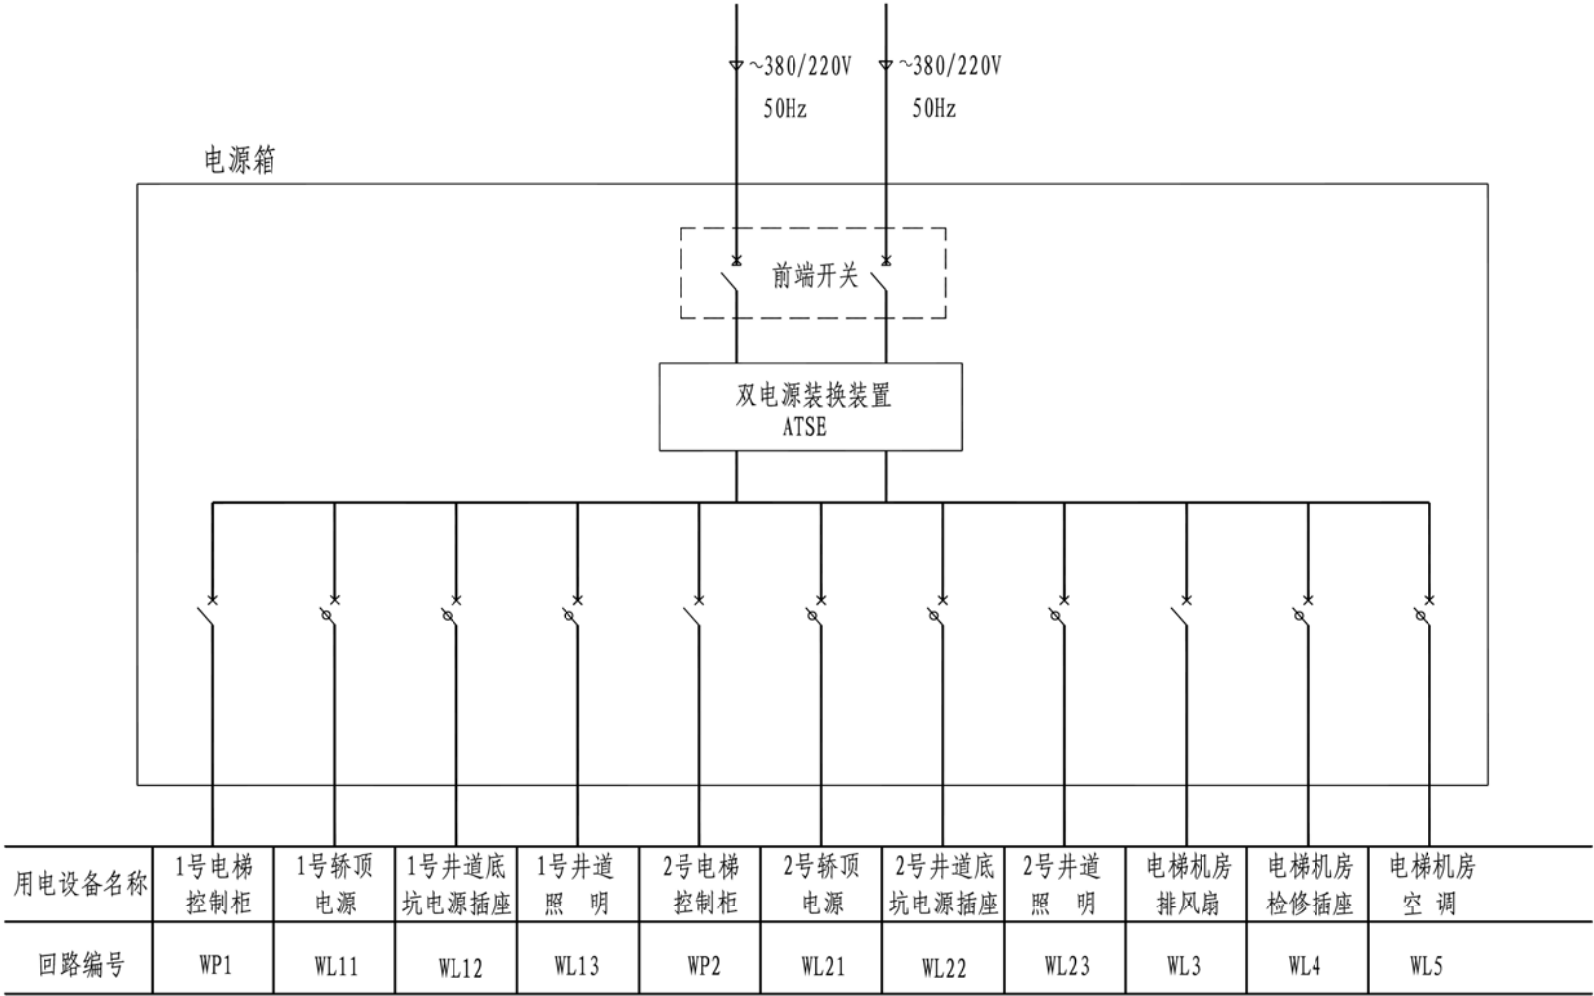 ~380/220V
50Hz
~380/220V
50Hz
电源箱
前端开关
双电源装换装置
ATSE
用电设备名称
1号电梯
控制柜
1号轿顶
电源
1号井道底
坑电源插座
1号井道
照 明
2号电梯
控制柜
2号轿顶
电源
2号井道底
坑电源插座
2号井道
照 明
电梯机房
排风扇
电梯机房
检修插座
电梯机房
空 调
回路编号
WP1
WL11
WL12
WL13
WP2
WL21
WL22
WL23
WL3
WL4
WL5